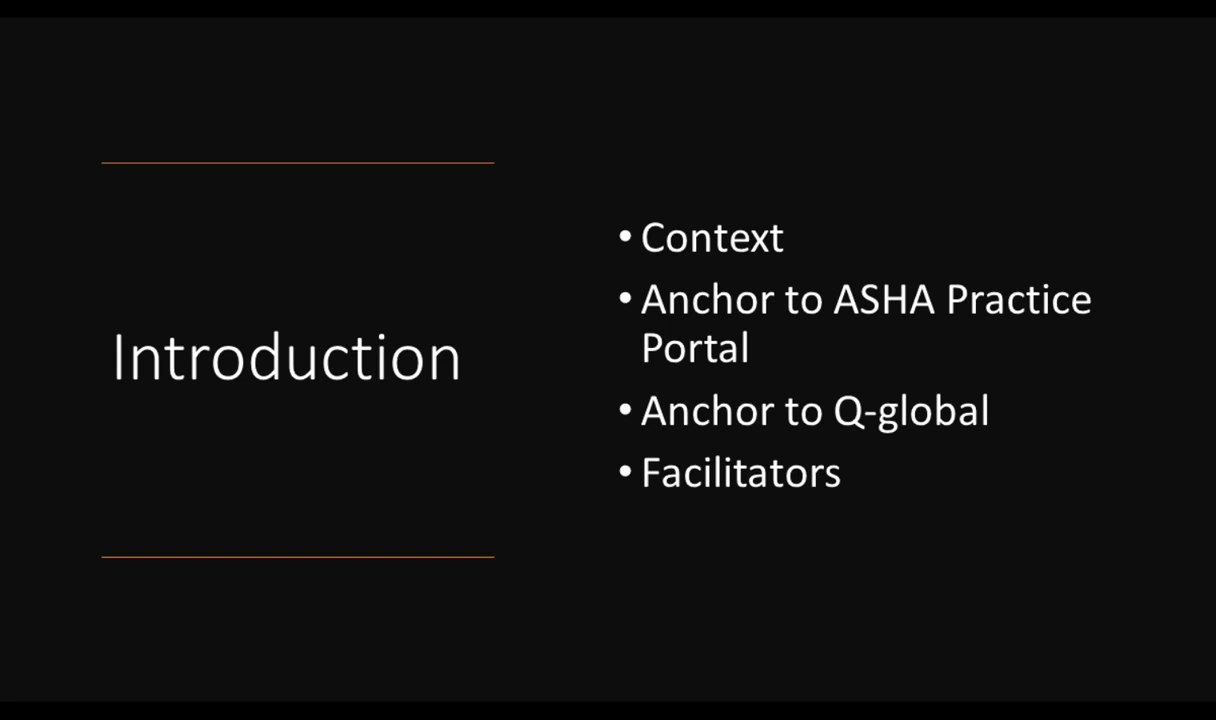 Introduction
• Context
• Anchor to ASHA Practice
Portal
• Anchor to Q-global
• Facilitators